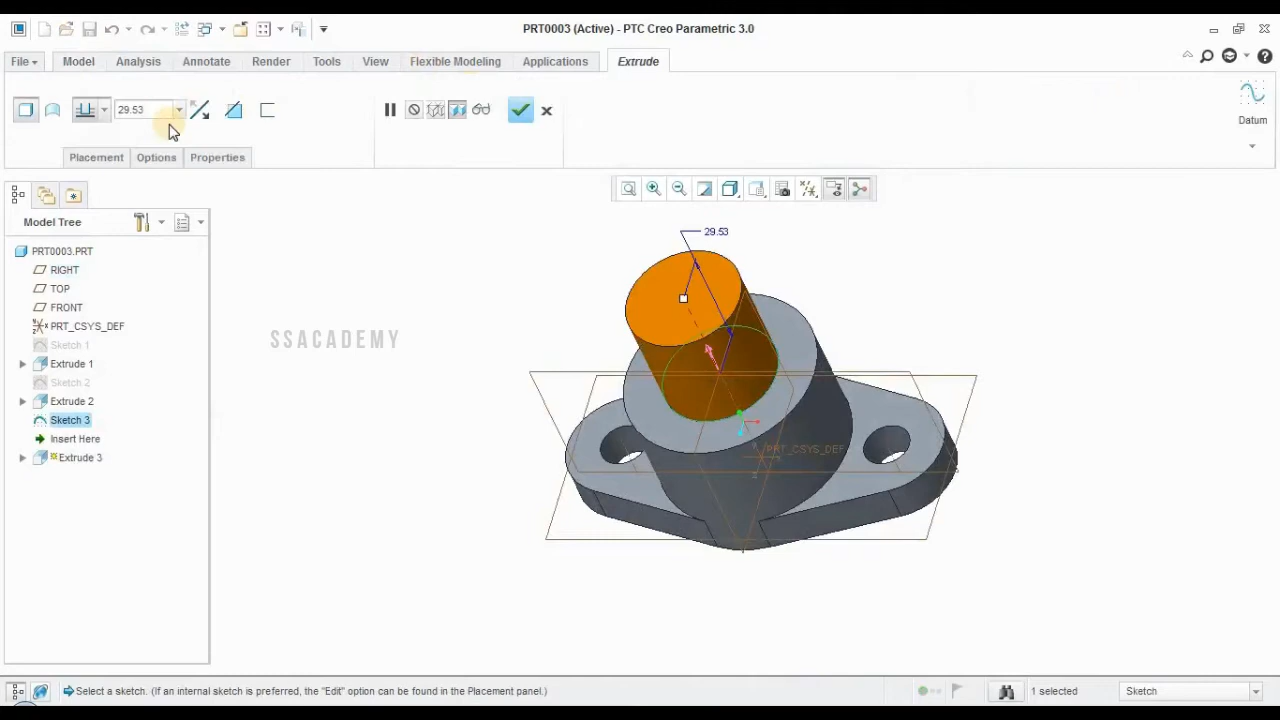 PRT0003 (Active) - PTC Creo Parametric 3.0
File Model Analysis Annotate Render Tools View Flexible Modeling Applications Extrude
29.53
Datum
Placement Options Properties
Model Tree
PRT0003.PRT
RIGHT
TOP
FRONT
PRT_CSYS_DEF
Sketch 1
Extrude 1
Sketch 2
Extrude 2
Sketch 3
Insert Here
Extrude 3
SSACADEMY
29.53
PRT_CSYS_DEF
Select a sketch. (If an internal sketch is preferred, the "Edit" option can be found in the Placement panel.)
1 selected
Sketch